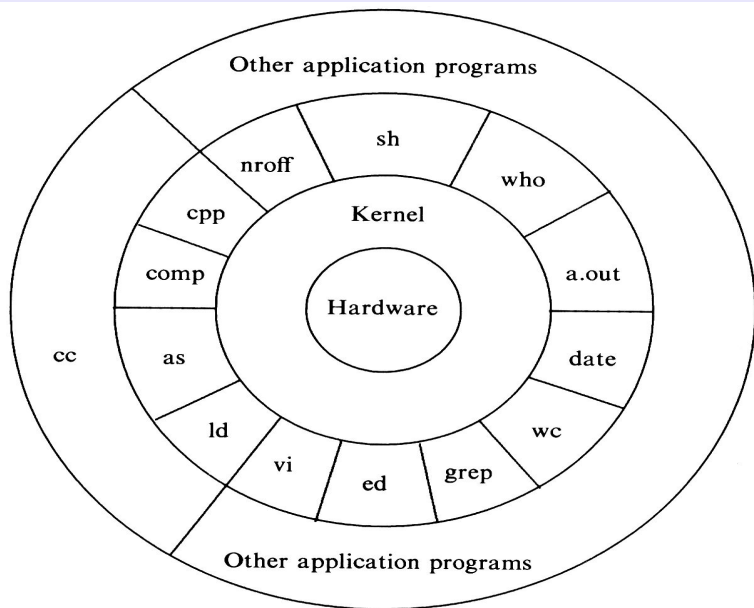 Other application programs
sh
nroff
who
cpp
Kernel
comp
a.out
Hardware
cc
as
date
ld
wc
vi
ed
grep
Other application programs